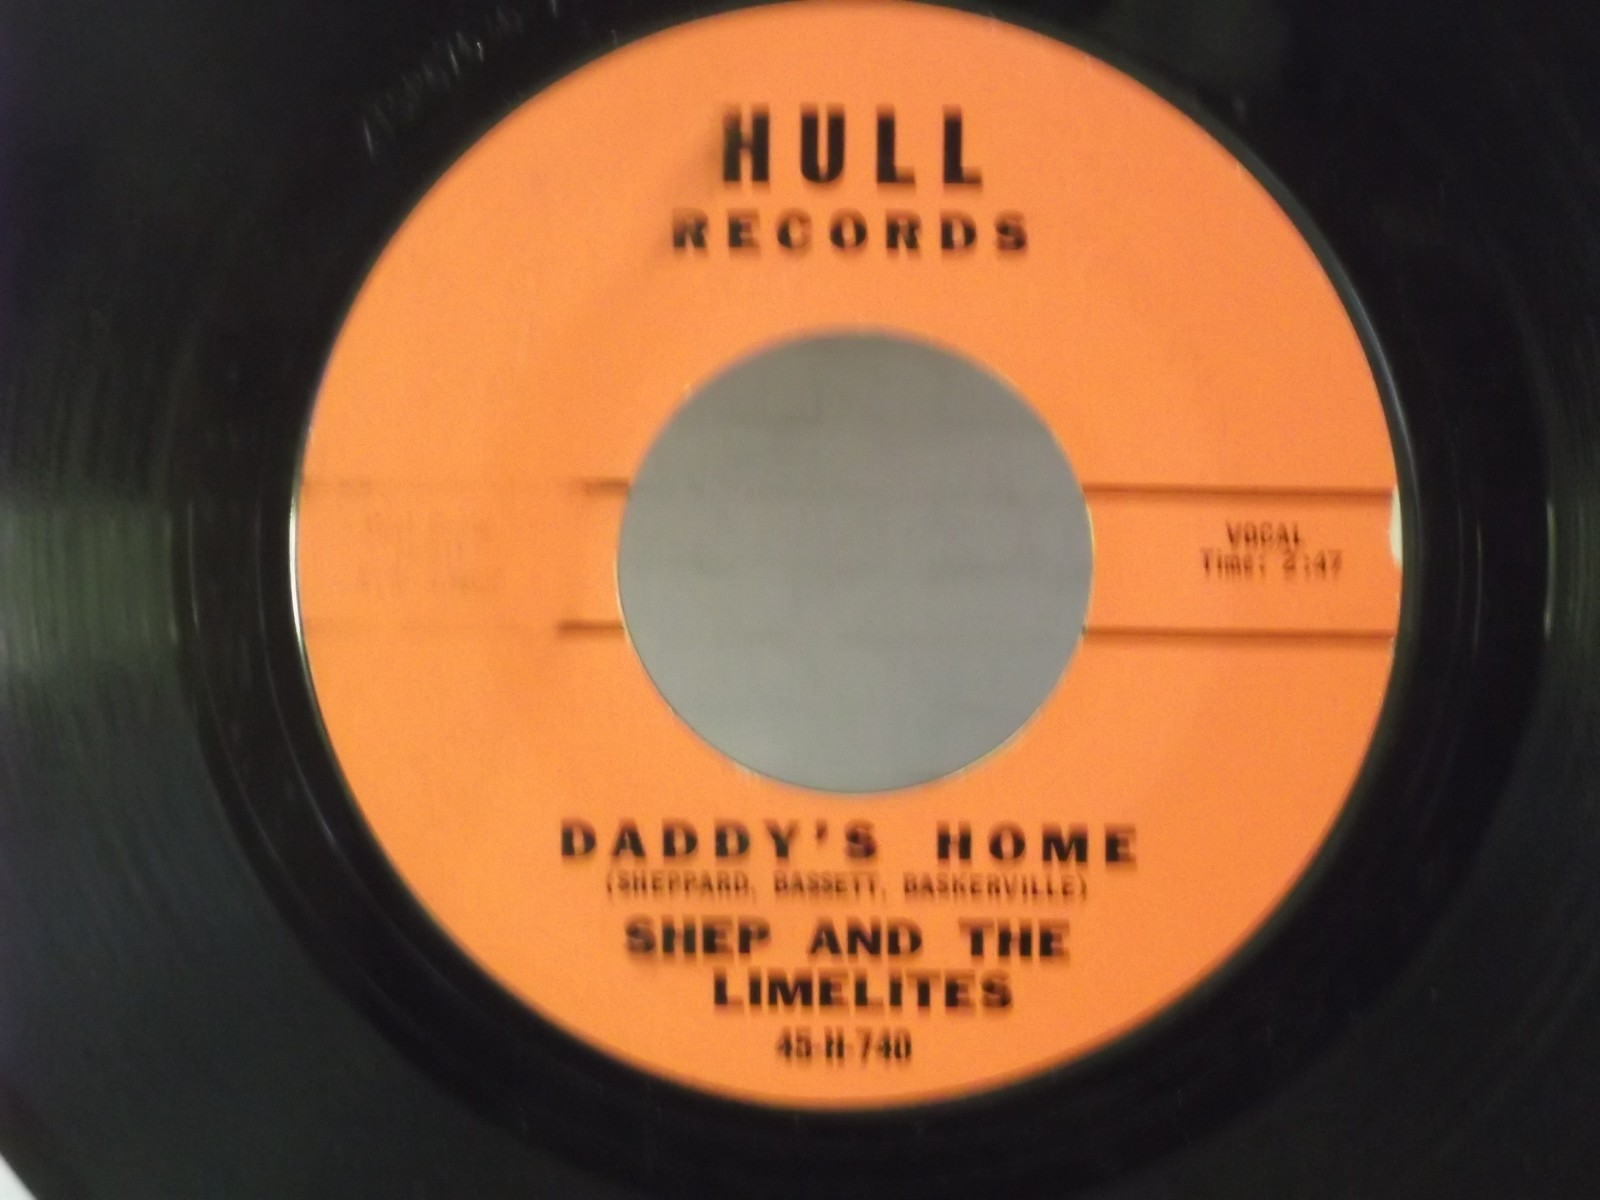 HULL
RECORDS
VOCAL
Time: 2:47
DADDY'S HOME
(SHEPPARD, BASSETT, BASKERVILLE)
SHEP AND THE
LIMELITES
45-H-740